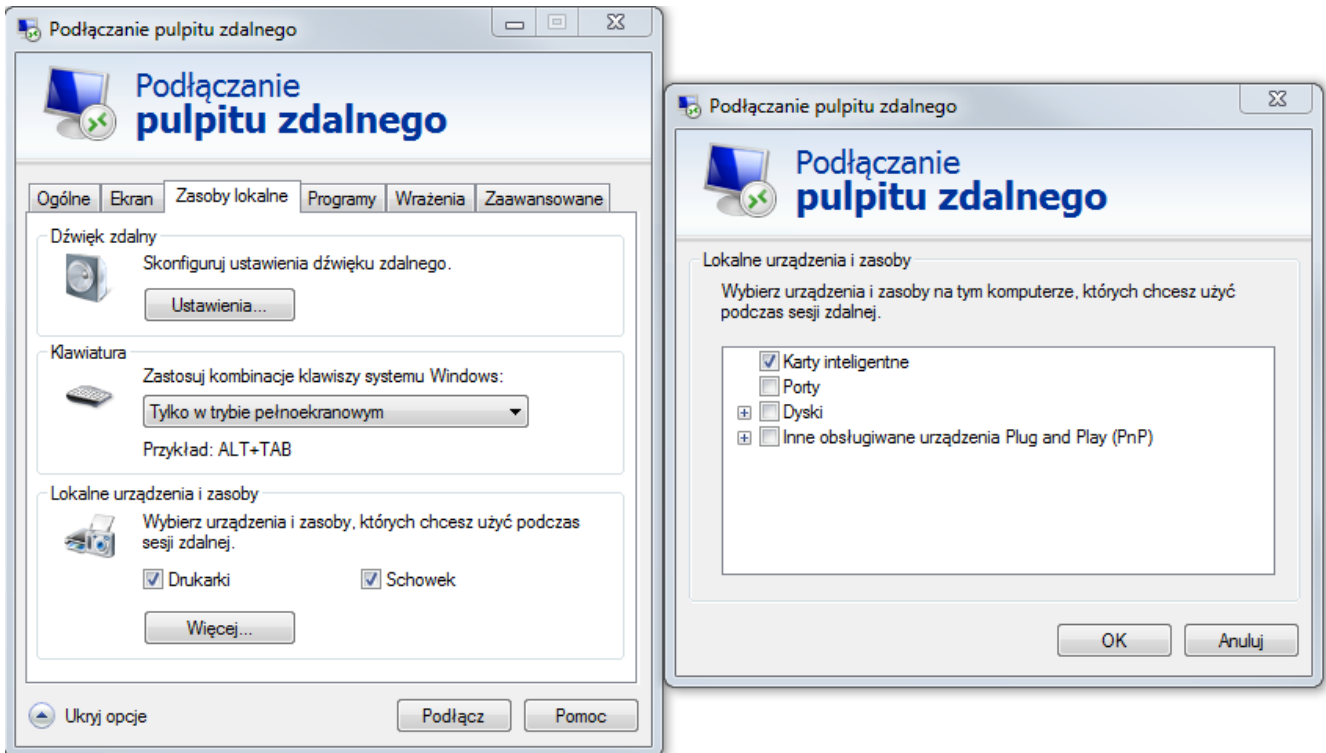 Podłączanie pulpitu zdalnego
Podłączanie
pulpitu zdalnego
Ogólne Ekran Zasoby lokalne Programy Wrażenia Zaawansowane
Dźwięk zdalny
Skonfiguruj ustawienia dźwięku zdalnego.
Ustawienia...
Klawiatura
Zastosuj kombinacje klawiszy systemu Windows:
Tylko w trybie pełnoekranowym
Przykład: ALT+TAB
Lokalne urządzenia i zasoby
Wybierz urządzenia i zasoby, których chcesz użyć podczas
sesji zdalnej.
Drukarki Schowek
Więcej...
Ukryj opcje Podłącz Pomoc
Podłączanie pulpitu zdalnego
Podłączanie
pulpitu zdalnego
Lokalne urządzenia i zasoby
Wybierz urządzenia i zasoby na tym komputerze, których chcesz użyć
podczas sesji zdalnej.
Karty inteligentne
Porty
Dyski
Inne obsługiwane urządzenia Plug and Play (PnP)
OK Anuluj